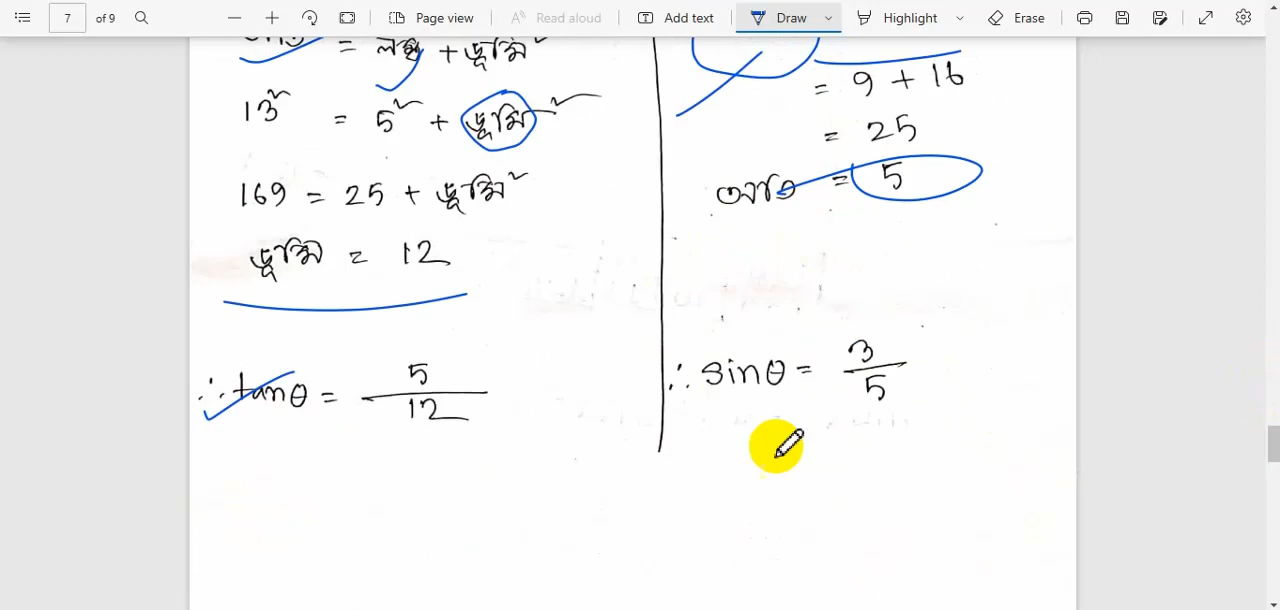 7 of 9 Page view Read aloud Add text Draw Highlight Erase
= লম্ব + ভূমি²
13² = 5² + ভূমি²
169 = 25 + ভূমি²
ভূমি = 12
∴ tanθ = 5/12
= 9 + 16
= 25
অতি = 5
∴ sinθ = 3/5